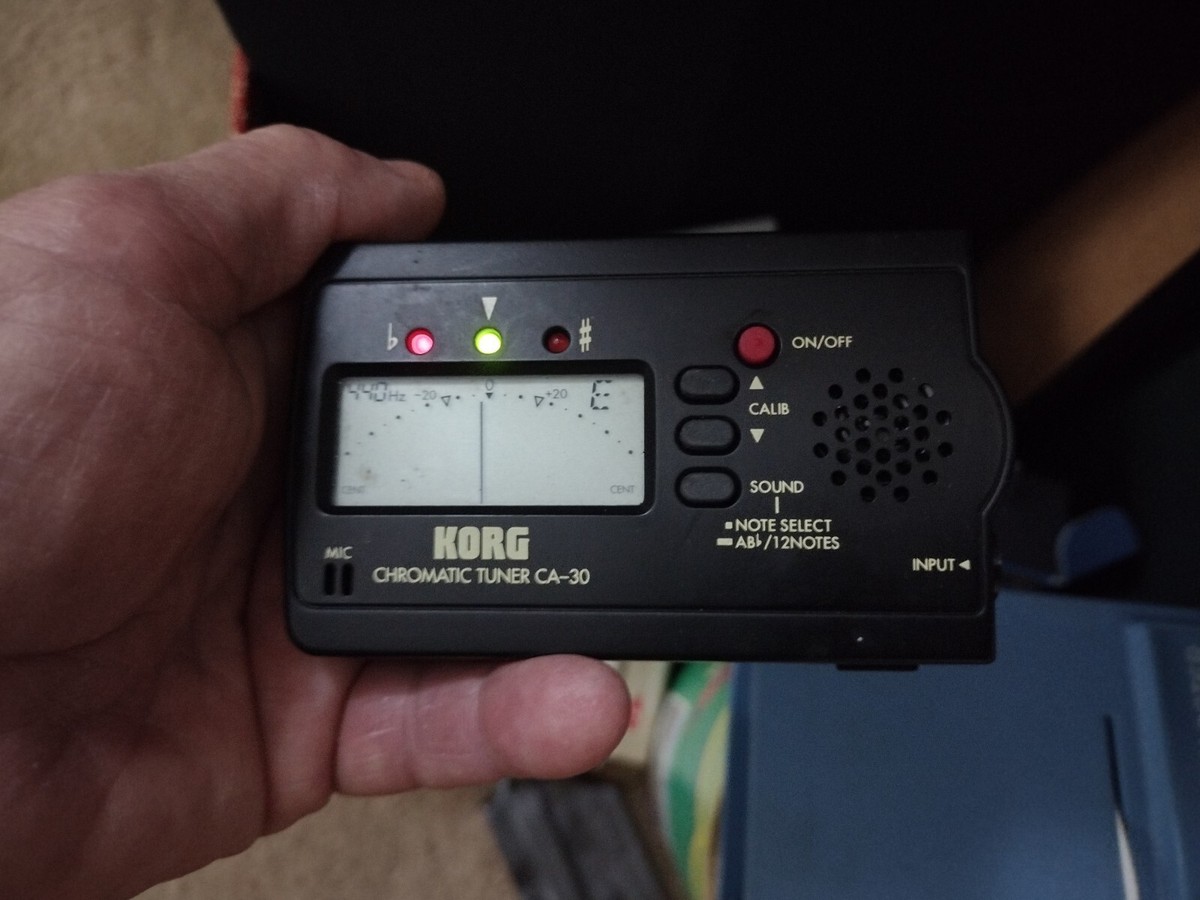 ♭ ▼ ♯
440Hz -20 0 +20 E
CENT CENT
ON/OFF
▲
CALIB
▼
SOUND
NOTE SELECT
AB♭/12NOTES
INPUT ◀
KORG
MIC
CHROMATIC TUNER CA-30